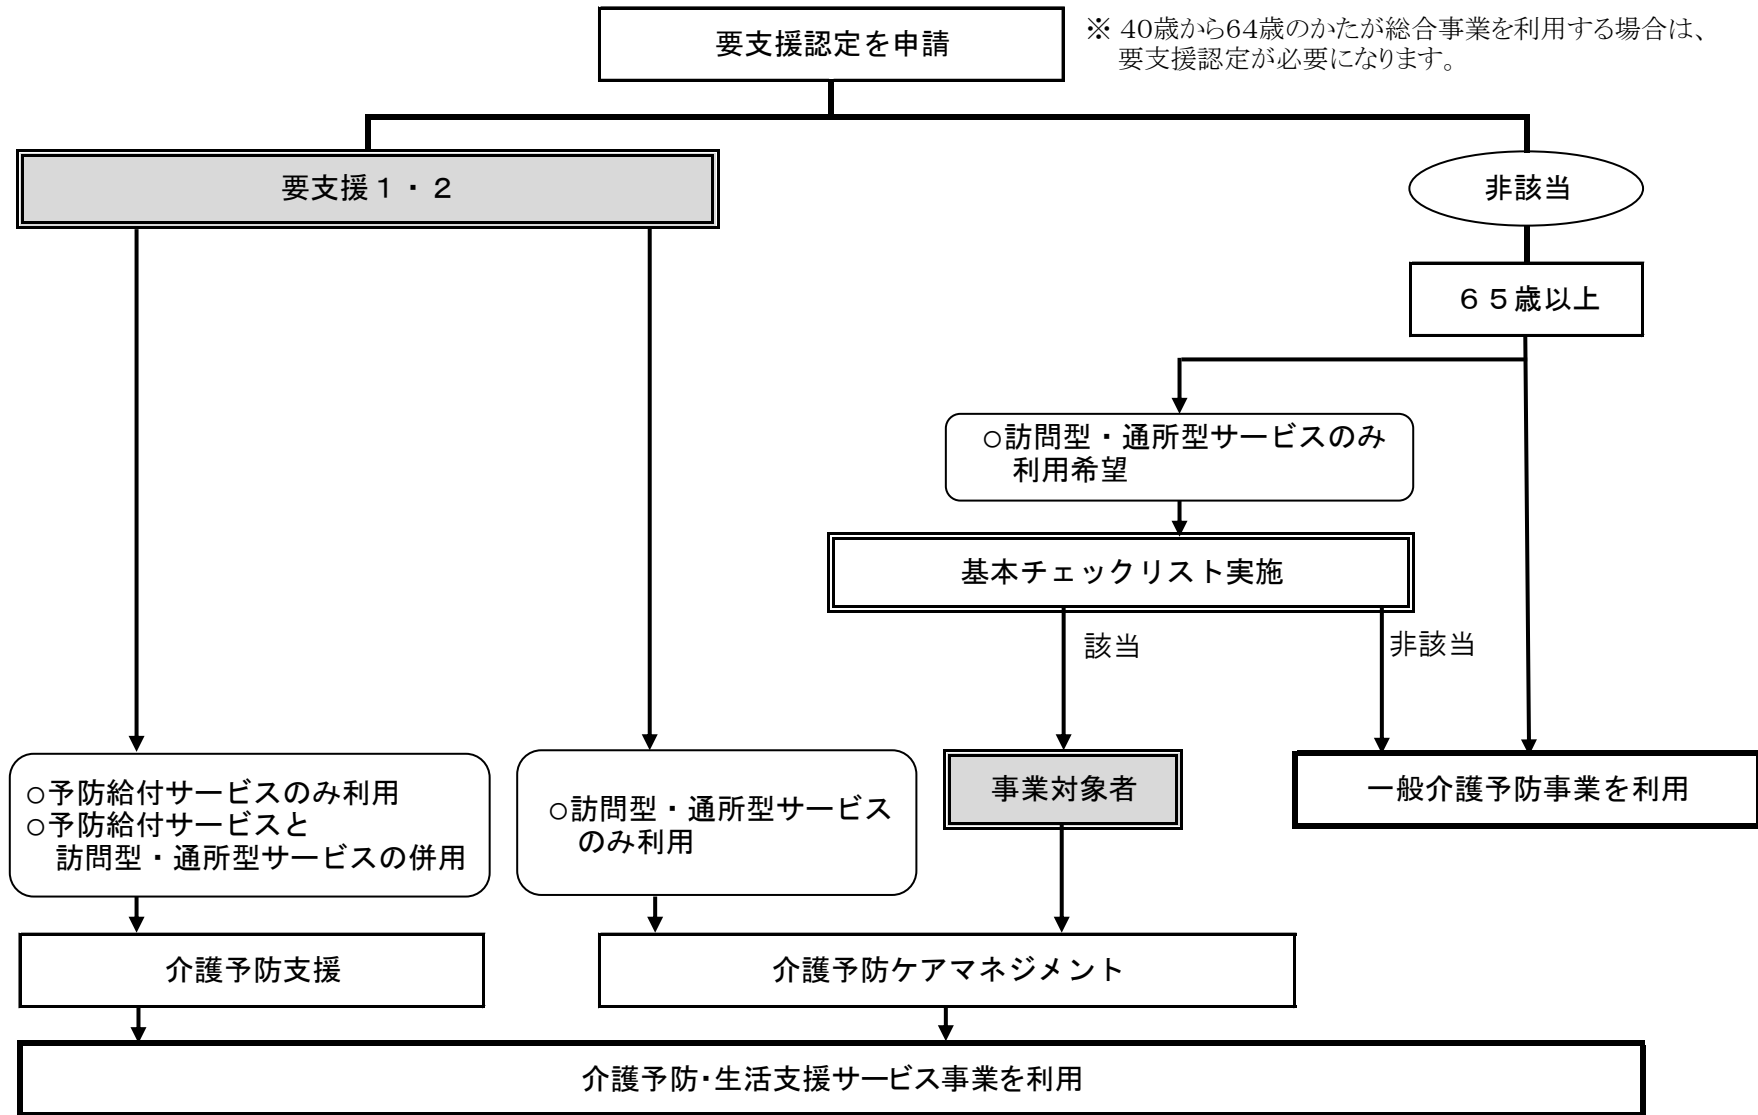 要支援認定を申請
※ 40歳から64歳のかたが総合事業を利用する場合は、
要支援認定が必要になります。
要支援１・２
非該当
６５歳以上
○訪問型・通所型サービスのみ
利用希望
基本チェックリスト実施
該当
非該当
○予防給付サービスのみ利用
○予防給付サービスと
訪問型・通所型サービスの併用
○訪問型・通所型サービス
のみ利用
事業対象者
一般介護予防事業を利用
介護予防支援
介護予防ケアマネジメント
介護予防・生活支援サービス事業を利用